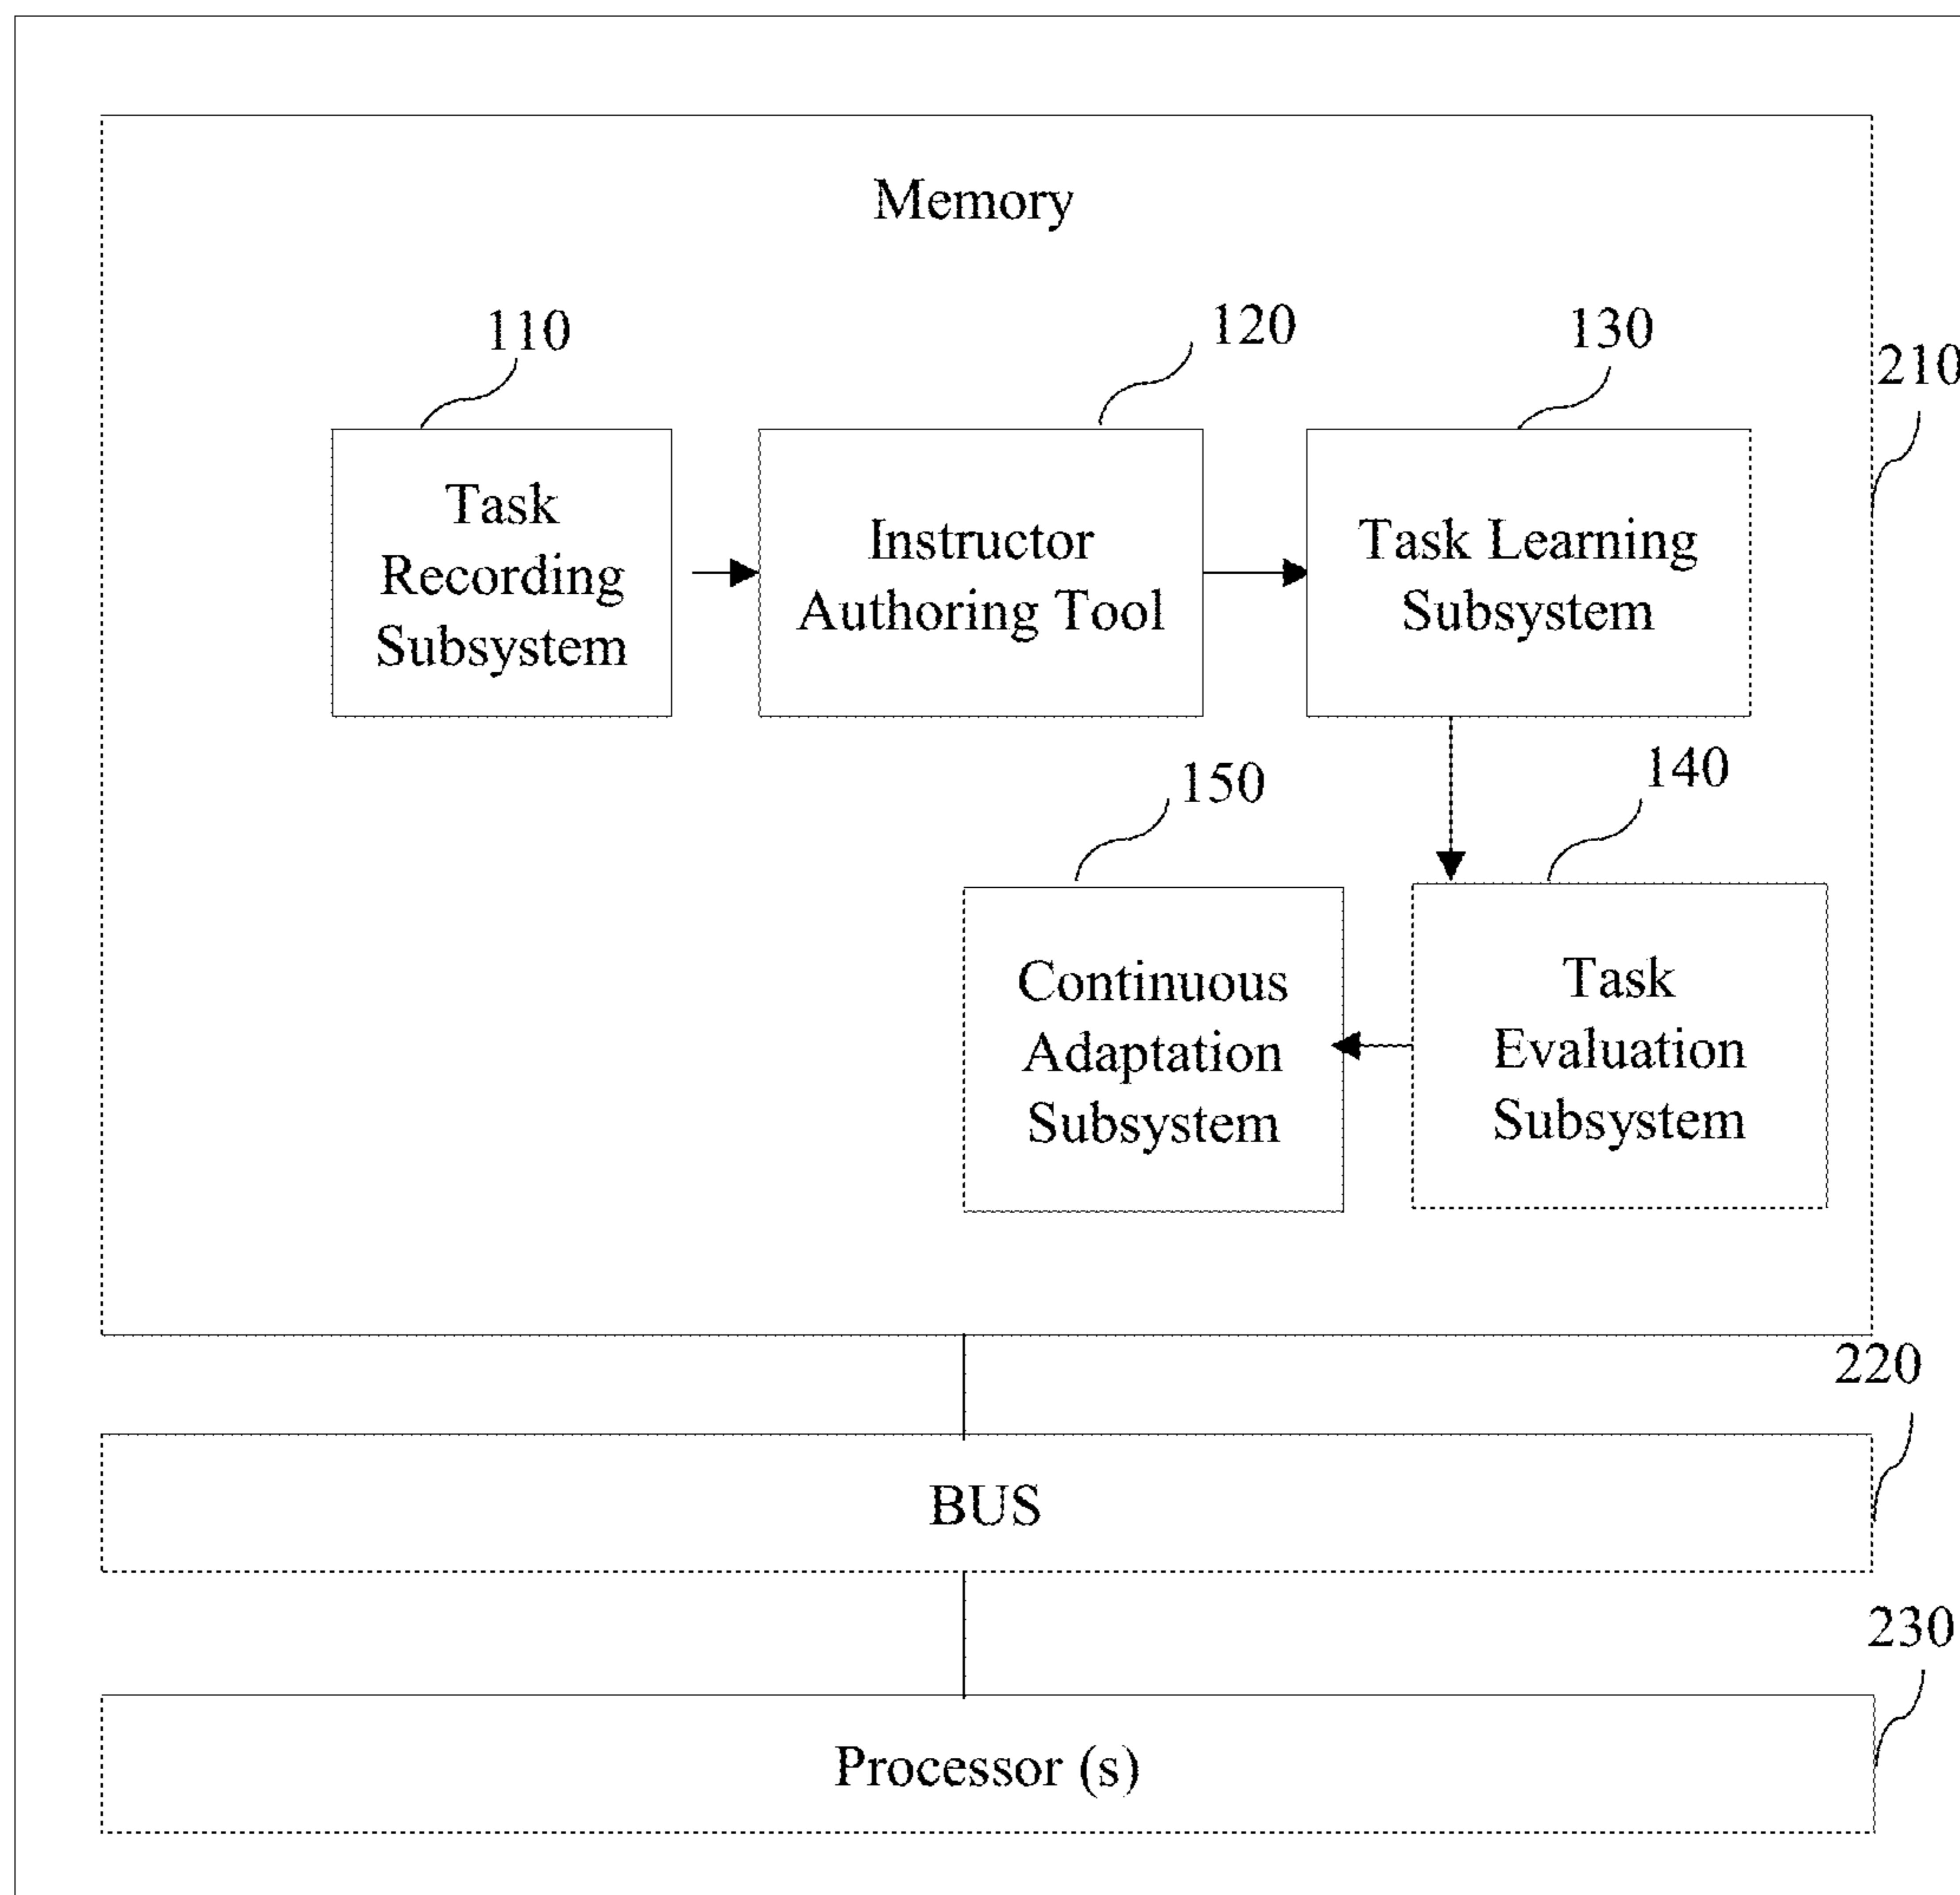 Memory
110
120
130
210
Task
Recording
Subsystem
Instructor
Authoring Tool
Task Learning
Subsystem
150
140
Continuous
Adaptation
Subsystem
Task
Evaluation
Subsystem
220
BUS
230
Processor (s)